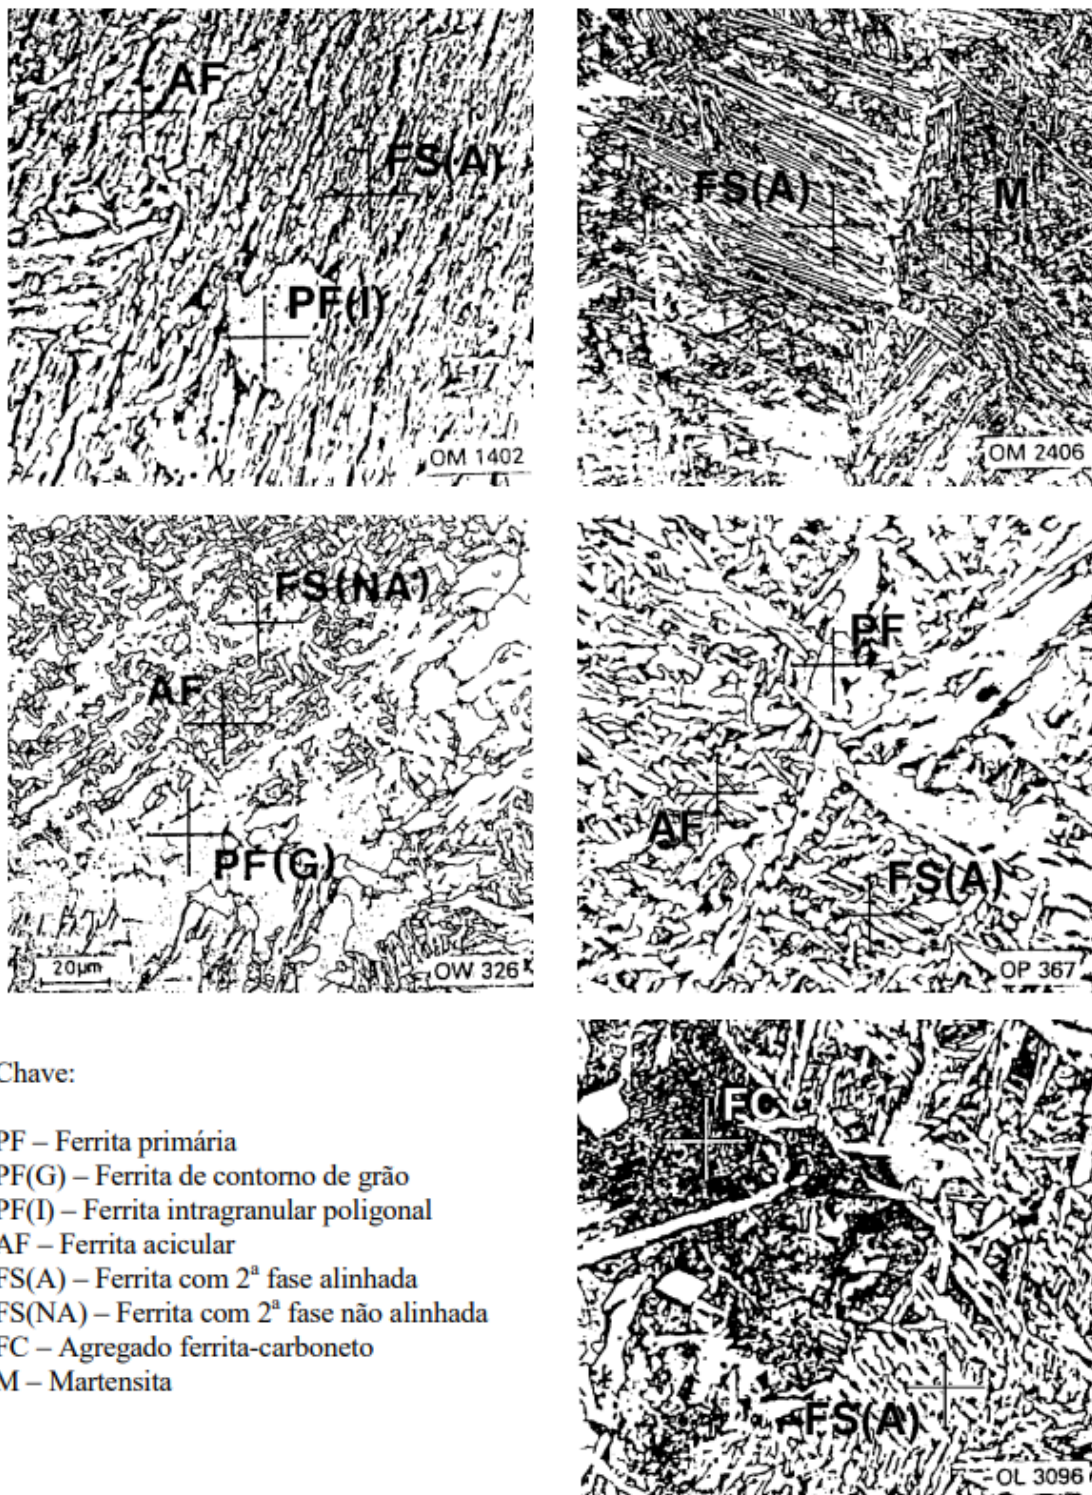 AF
FS(A)
PF(I)
OM 1402
FS(A)
M
OM 2406
FS(NA)
AF
PF(G)
20µm
OW 326
PF
AF
FS(A)
OP 367
Chave:
PF – Ferrita primária
PF(G) – Ferrita de contorno de grão
PF(I) – Ferrita intragranular poligonal
AF – Ferrita acicular
FS(A) – Ferrita com 2ª fase alinhada
FS(NA) – Ferrita com 2ª fase não alinhada
FC – Agregado ferrita-carboneto
M – Martensita
FC
FS(A)
OL 3096